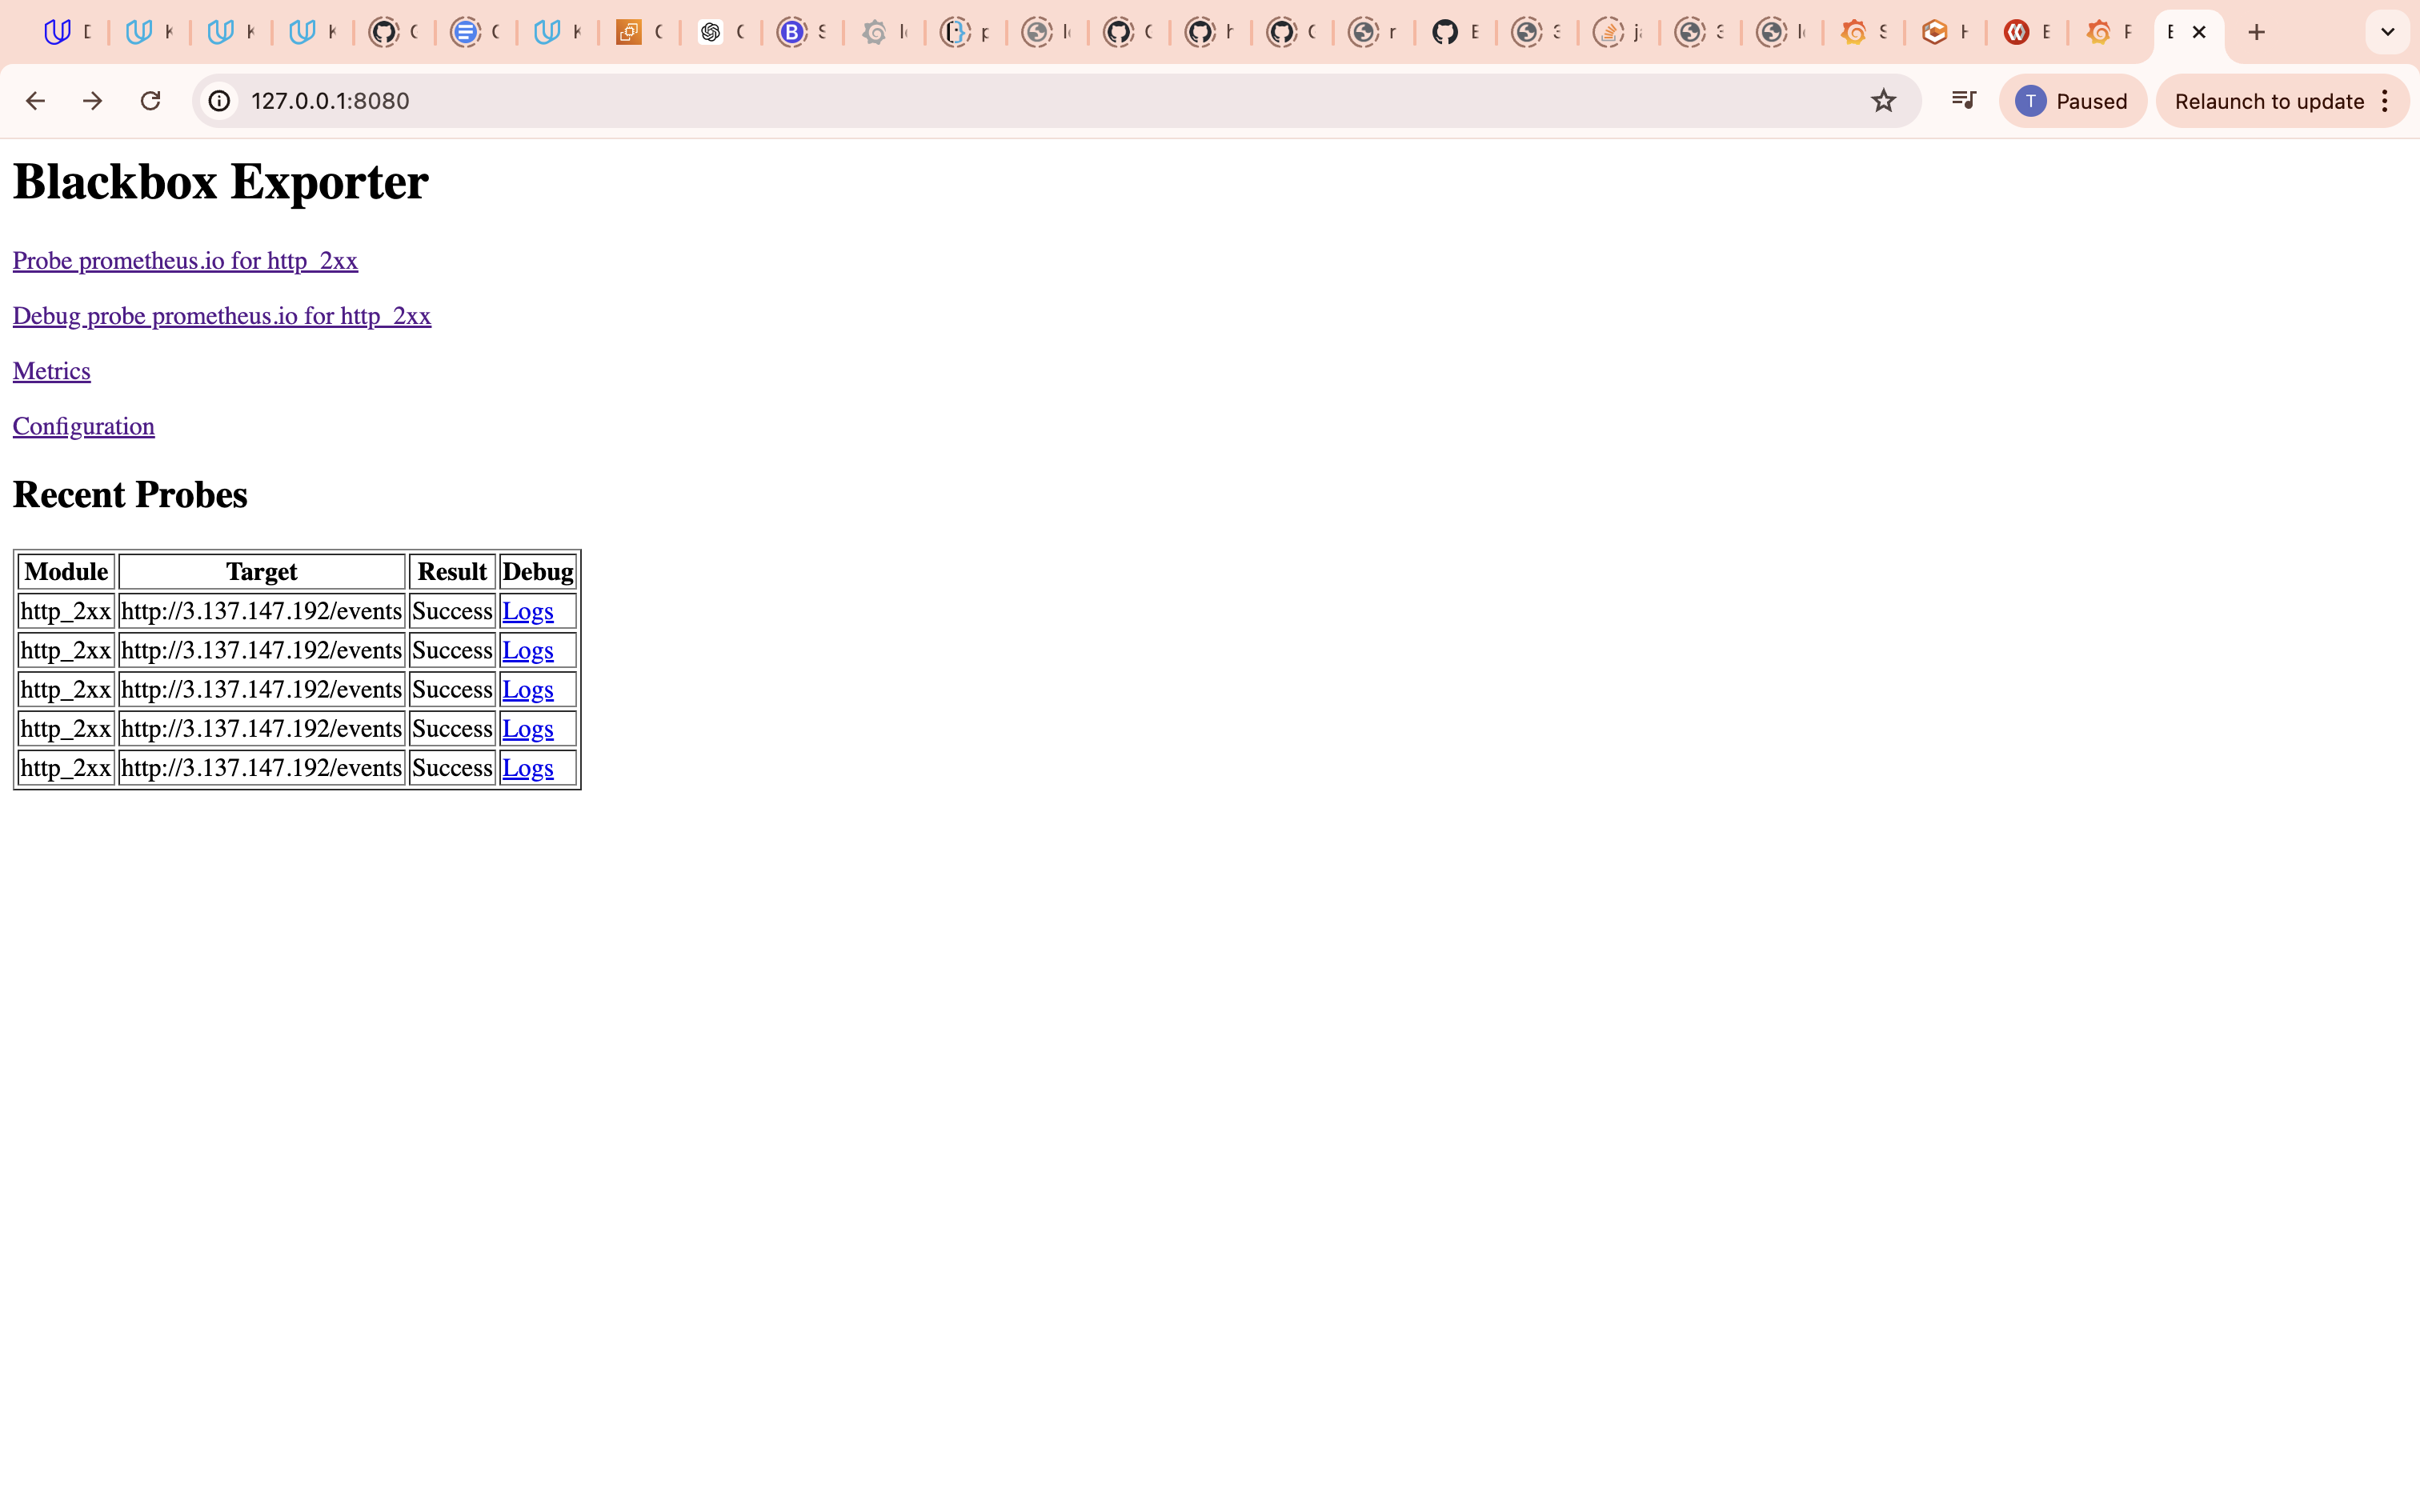 127.0.0.1:8080
T Paused
Relaunch to update
Blackbox Exporter
Probe prometheus.io for http_2xx
Debug probe prometheus.io for http_2xx
Metrics
Configuration
Recent Probes
Module Target Result Debug
http_2xx http://3.137.147.192/events Success Logs
http_2xx http://3.137.147.192/events Success Logs
http_2xx http://3.137.147.192/events Success Logs
http_2xx http://3.137.147.192/events Success Logs
http_2xx http://3.137.147.192/events Success Logs